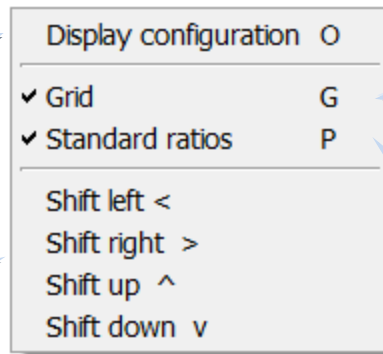 Display configuration O
Grid G
Standard ratios P
Shift left <
Shift right >
Shift up ^
Shift down v